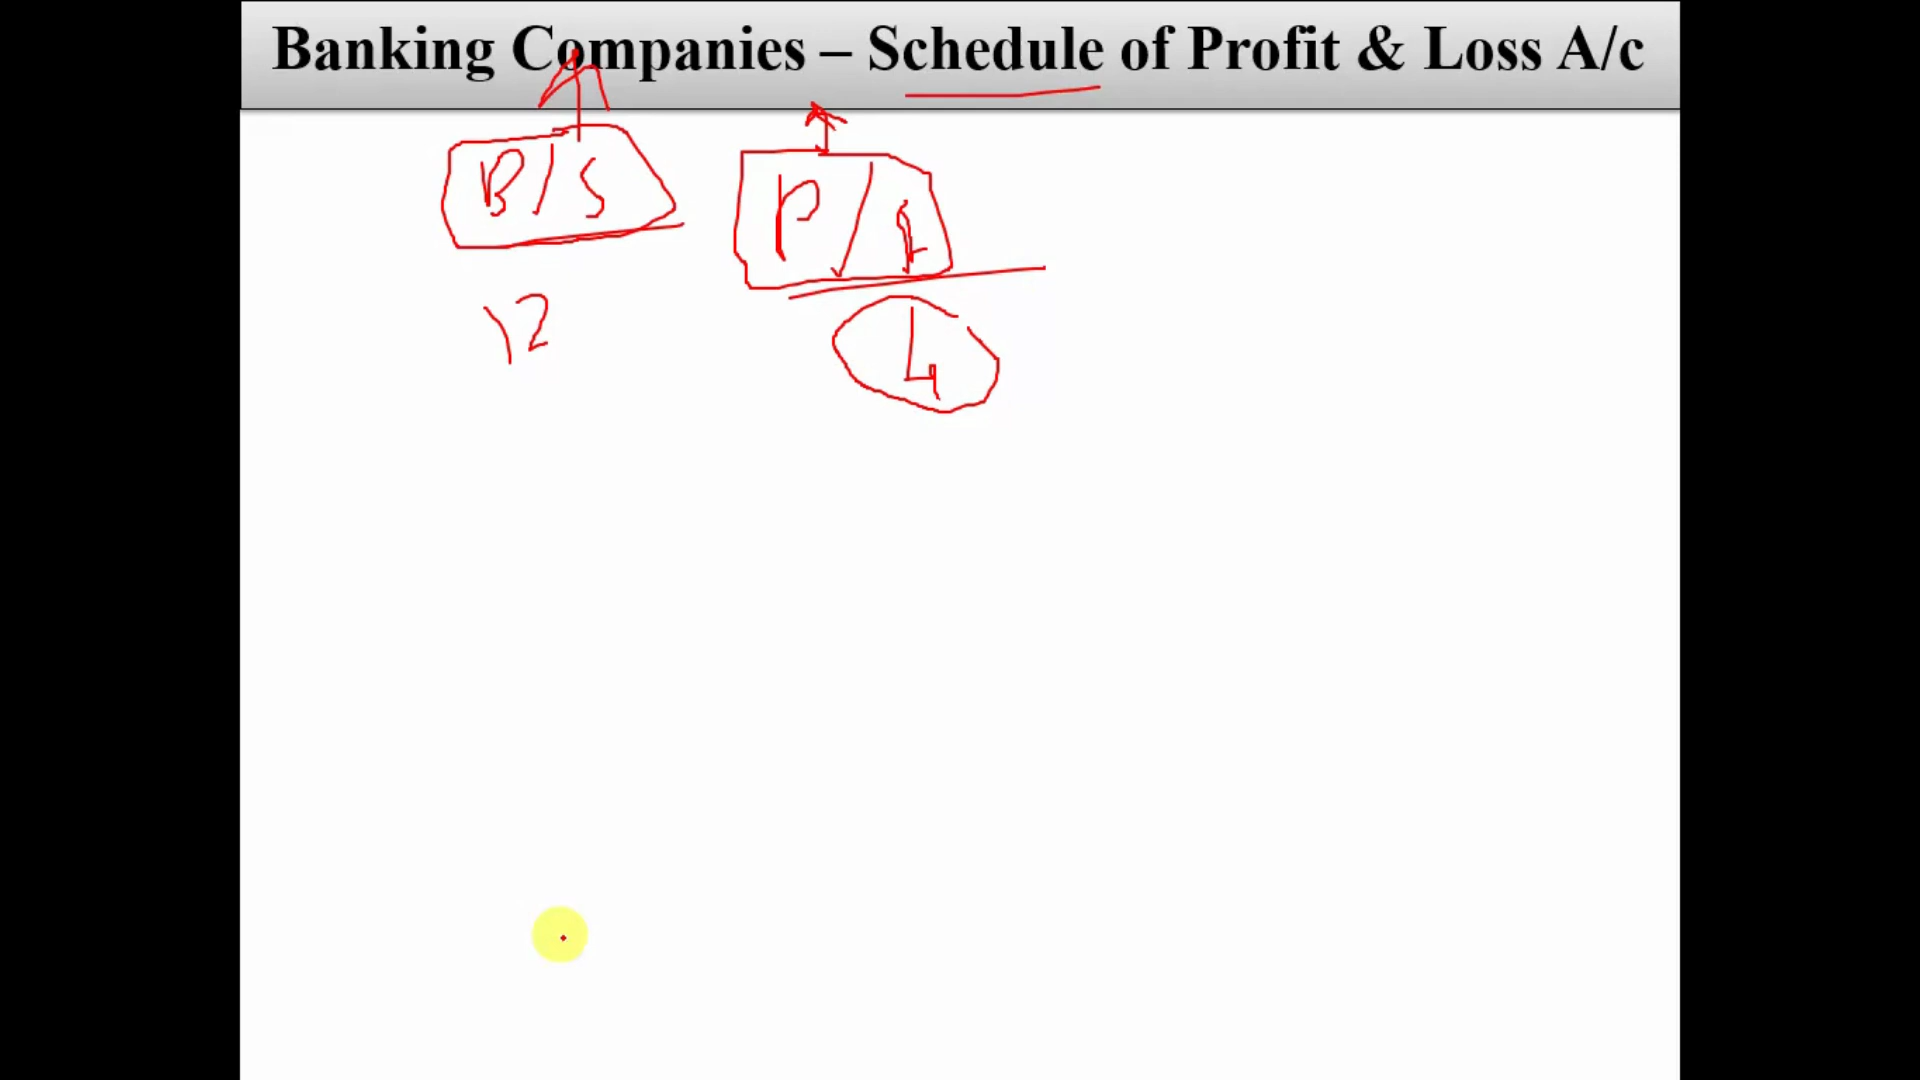 Banking Companies – Schedule of Profit & Loss A/c
B/S
P/L
12
4